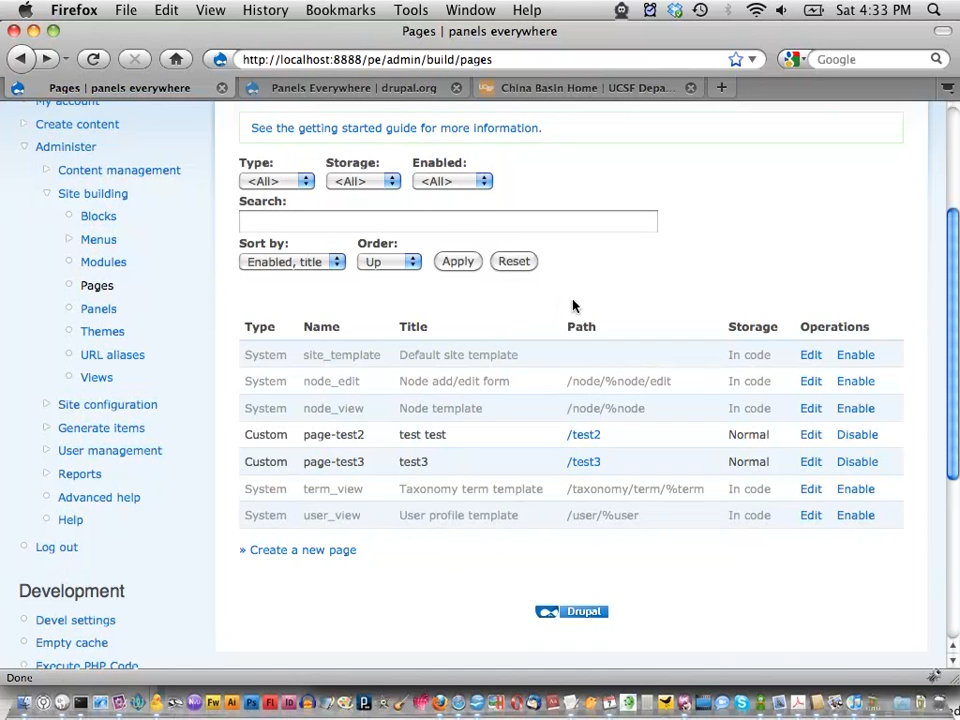 Firefox File Edit View History Bookmarks Tools Window Help Sat 4:33 PM
Pages | panels everywhere
http://localhost:8888/pe/admin/build/pages Google
Pages | panels everywhere Panels Everywhere | drupal.org China Basin Home | UCSF Depa...
My account
Create content
Administer
Content management
Site building
Blocks
Menus
Modules
Pages
Panels
Themes
URL aliases
Views
Site configuration
Generate items
User management
Reports
Advanced help
Help
Log out
Development
Devel settings
Empty cache
Execute PHP Code
See the getting started guide for more information.
Type: Storage: Enabled:
<All> <All> <All>
Search:
Sort by: Order:
Enabled, title Up Apply Reset
Type Name Title Path Storage Operations
System site_template Default site template In code Edit Enable
System node_edit Node add/edit form /node/%node/edit In code Edit Enable
System node_view Node template /node/%node In code Edit Enable
Custom page-test2 test test /test2 Normal Edit Disable
Custom page-test3 test3 /test3 Normal Edit Disable
System term_view Taxonomy term template /taxonomy/term/%term In code Edit Enable
System user_view User profile template /user/%user In code Edit Enable
» Create a new page
Drupal
Done
Fw Ai Ps Fl Id